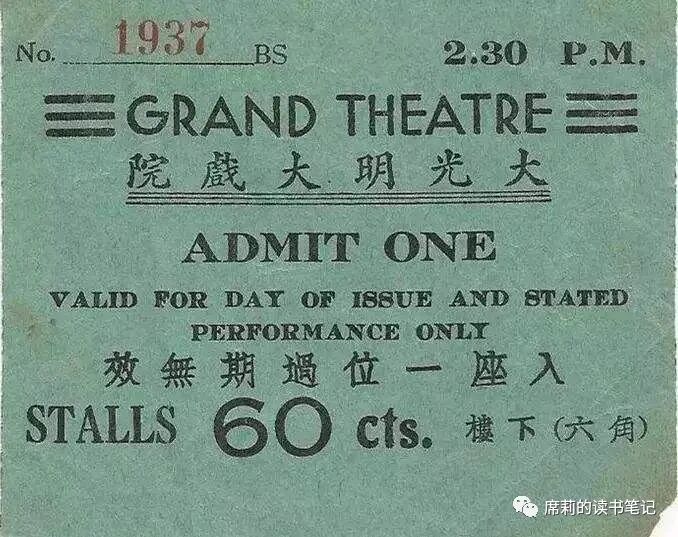 No. 1937 BS 2.30 P.M.
GRAND THEATRE
大光明大戲院
ADMIT ONE
VALID FOR DAY OF ISSUE AND STATED
PERFORMANCE ONLY
入座一位過期無效
STALLS 60 cts. 樓下(六角)
席莉的读书笔记